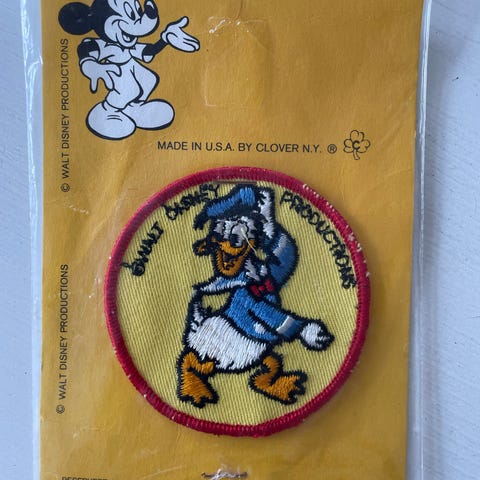 © WALT DISNEY PRODUCTIONS
MADE IN U.S.A. BY CLOVER N.Y. ®
C
© WALT DISNEY PRODUCTIONS
© WALT DISNEY PRODUCTIONS